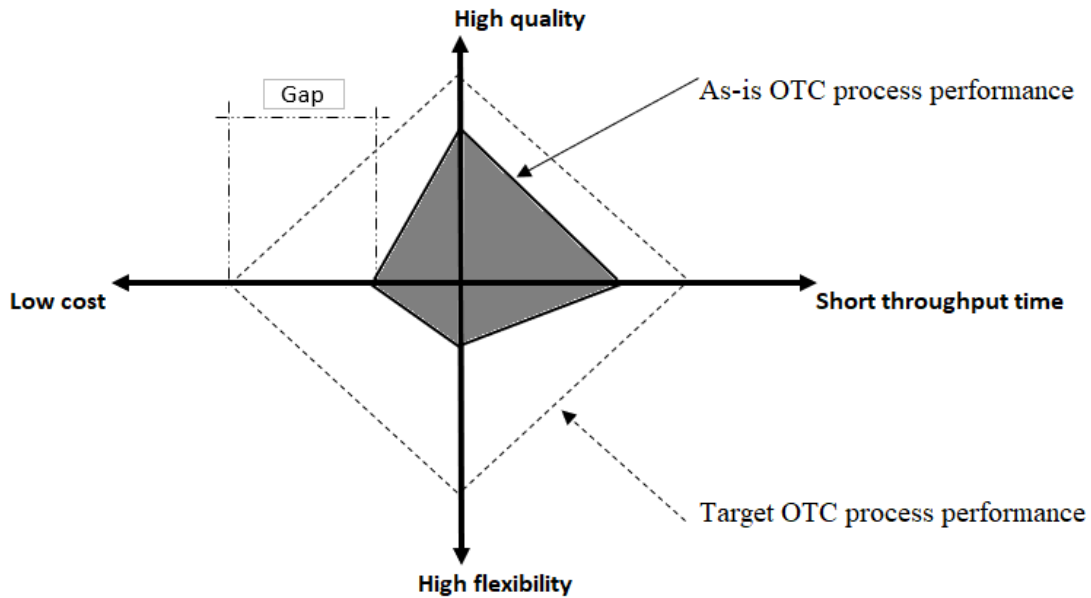 High quality
Gap
As-is OTC process performance
Low cost
Short throughput time
Target OTC process performance
High flexibility